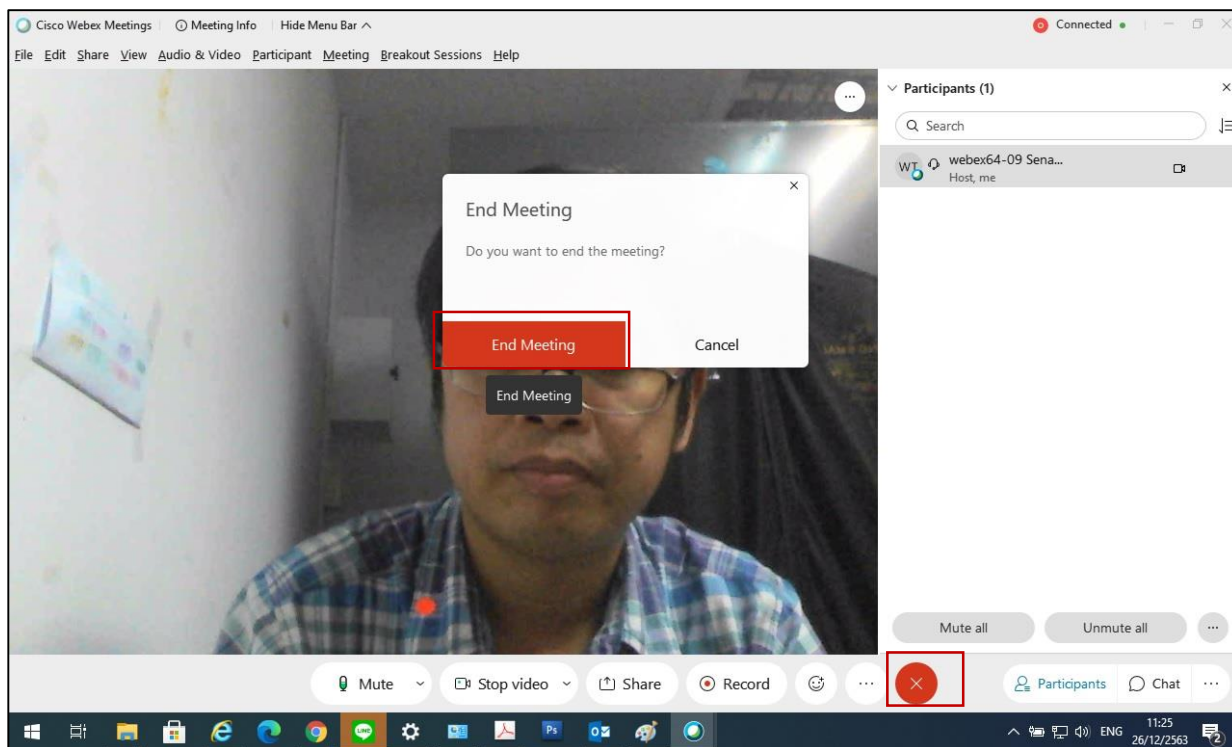 Cisco Webex Meetings Meeting Info Hide Menu Bar Connected
File Edit Share View Audio & Video Participant Meeting Breakout Sessions Help
Participants (1)
Search
WT webex64-09 Sena...
Host, me
End Meeting
Do you want to end the meeting?
End Meeting Cancel
End Meeting
Mute all Unmute all ...
Mute Stop video Share Record ... Participants Chat ...
LINE Ps ENG 11:25
26/12/2563 2